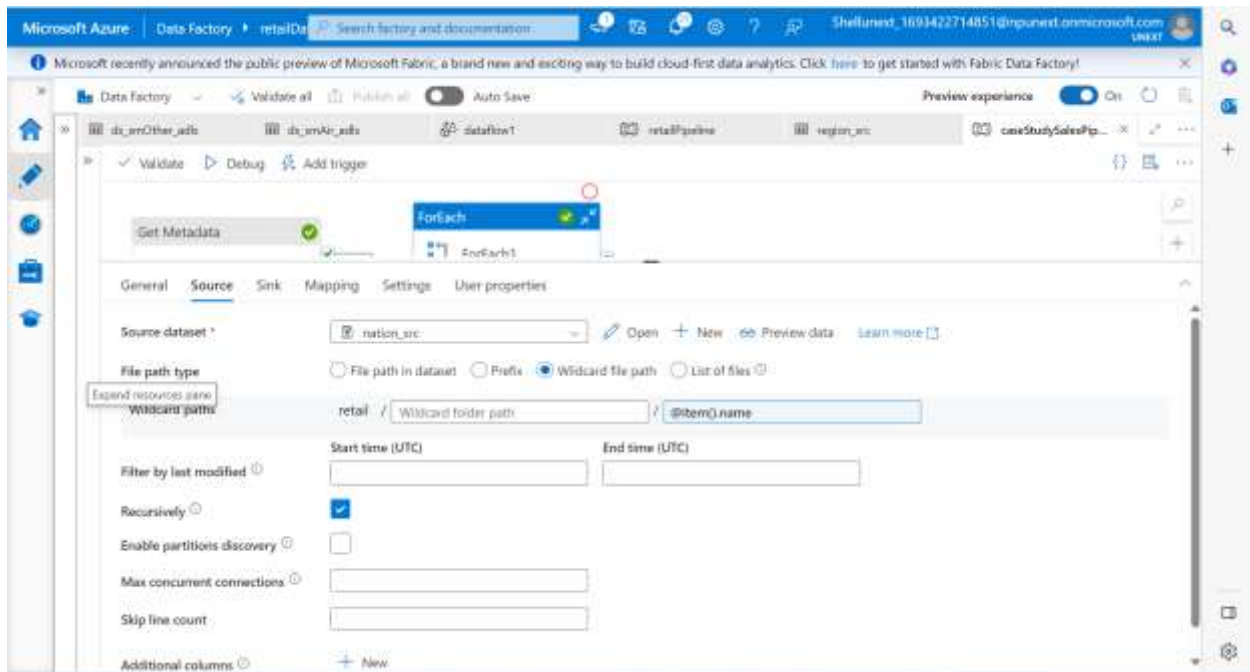 Microsoft Azure Data Factory retailDa Search factory and documentation Shellunext_1693422714851@npunext.onmicrosoft.com
UNEXT
Microsoft recently announced the public preview of Microsoft Fabric, a brand new and exciting way to build cloud-first data analytics. Click here to get started with Fabric Data Factory!
Data Factory Validate all Publish all Auto Save Preview experience On
ds_smOther_adls ds_smAir_adls dataflow1 retailPipeline region_src caseStudySalesPip...
Validate Debug Add trigger
ForEach
Get Metadata
ForEach1
General Source Sink Mapping Settings User properties
Source dataset * nation_src Open New Preview data Learn more
File path type File path in dataset Prefix Wildcard file path List of files
Expand resources pane
Wildcard paths retail / Wildcard folder path / @item().name
Start time (UTC) End time (UTC)
Filter by last modified
Recursively
Enable partitions discovery
Max concurrent connections
Skip line count
Additional columns New